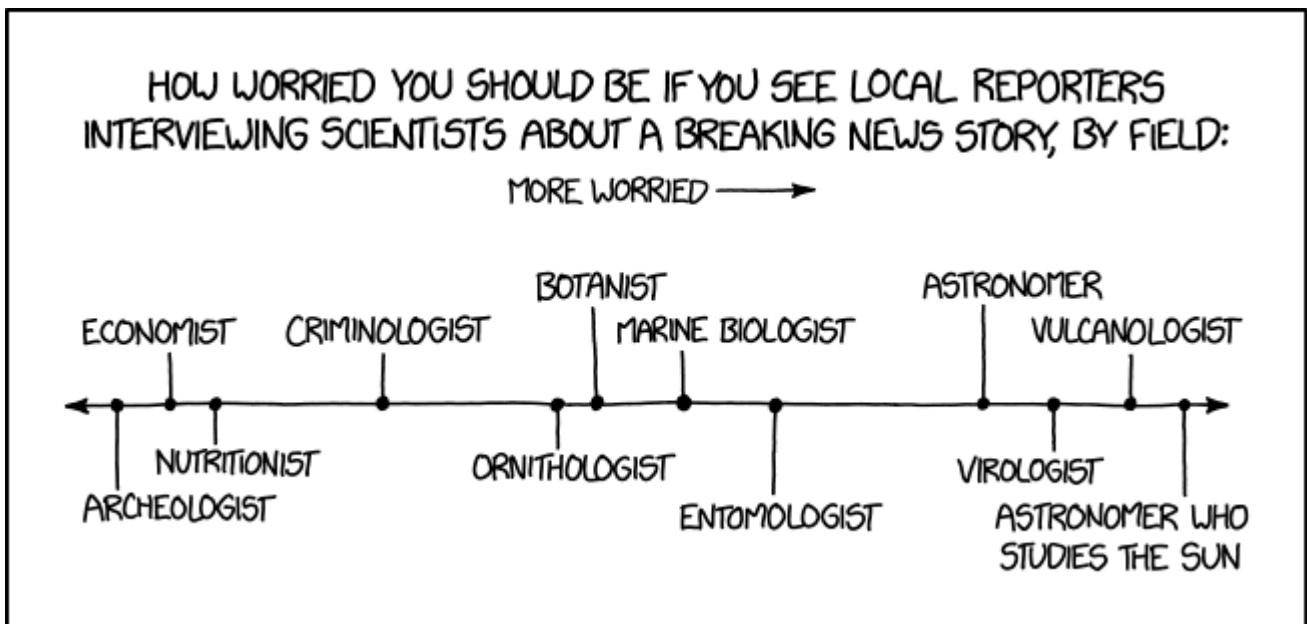 HOW WORRIED YOU SHOULD BE IF YOU SEE LOCAL REPORTERS
INTERVIEWING SCIENTISTS ABOUT A BREAKING NEWS STORY, BY FIELD:
MORE WORRIED
BOTANIST
ASTRONOMER
ECONOMIST
CRIMINOLOGIST
MARINE BIOLOGIST
VULCANOLOGIST
NUTRITIONIST
ORNITHOLOGIST
VIROLOGIST
ARCHEOLOGIST
ENTOMOLOGIST
ASTRONOMER WHO
STUDIES THE SUN